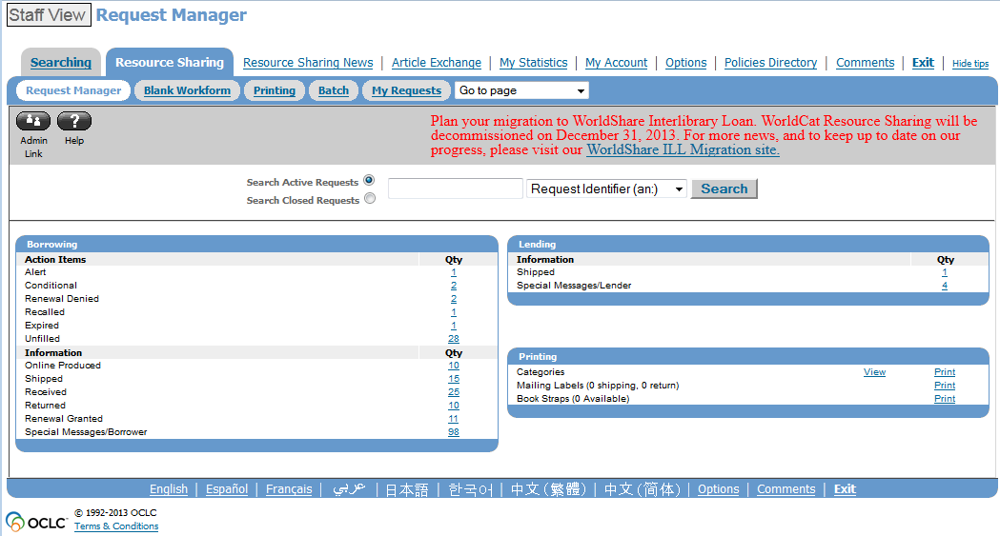 Staff View Request Manager
Searching Resource Sharing Resource Sharing News | Article Exchange | My Statistics | My Account | Options | Policies Directory | Comments | Exit | Hide tips
Request Manager Blank Workform Printing Batch My Requests Go to page
Admin Link
? Help
Plan your migration to WorldShare Interlibrary Loan. WorldCat Resource Sharing will be
decommissioned on December 31, 2013. For more news, and to keep up to date on our
progress, please visit our WorldShare ILL Migration site.
Search Active Requests
Search Closed Requests
Request Identifier (an:) Search
Borrowing
Action Items Qty
Alert 1
Conditional 2
Renewal Denied 2
Recalled 1
Expired 1
Unfilled 28
Information Qty
Online Produced 10
Shipped 15
Received 25
Returned 10
Renewal Granted 11
Special Messages/Borrower 98
Lending
Information Qty
Shipped 1
Special Messages/Lender 4
Printing
Categories View Print
Mailing Labels (0 shipping, 0 return) Print
Book Straps (0 Available) Print
English | Español | Français | عربي | 日本語 | 한국어 | 中文(繁體) | 中文(简体) | Options | Comments | Exit
OCLC
© 1992-2013 OCLC
Terms & Conditions